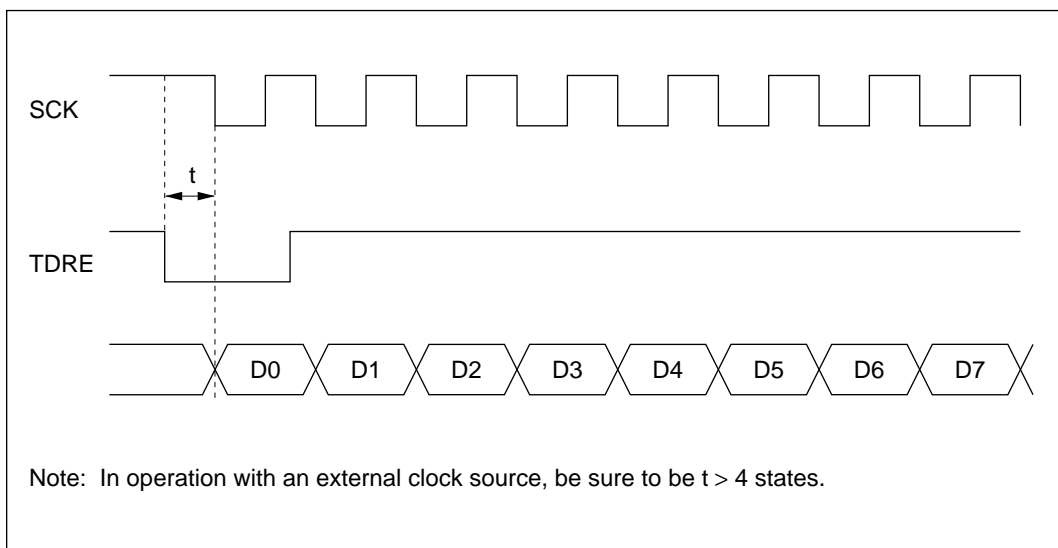 SCK
t
TDRE
D0 D1 D2 D3 D4 D5 D6 D7
Note: In operation with an external clock source, be sure to be t > 4 states.